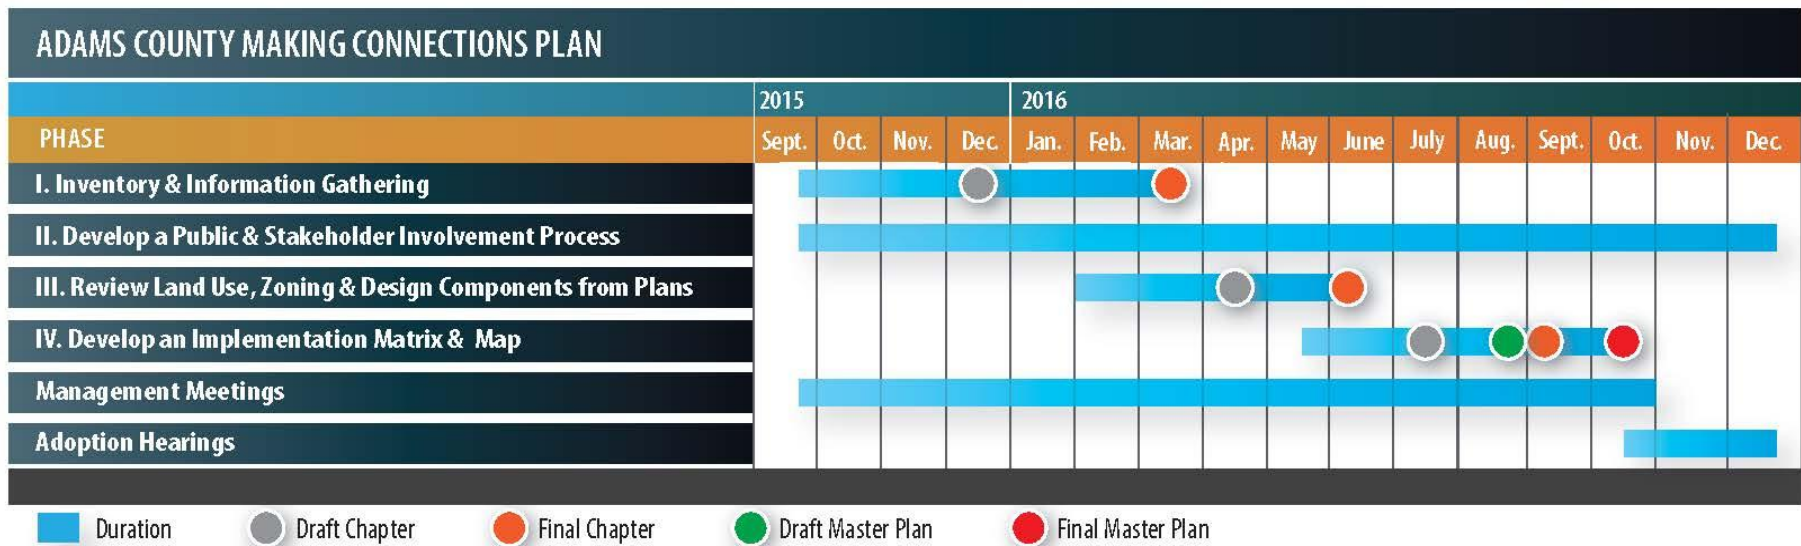 ADAMS COUNTY MAKING CONNECTIONS PLAN
2015 2016
PHASE Sept. Oct. Nov. Dec. Jan. Feb. Mar. Apr. May June July Aug. Sept. Oct. Nov. Dec.
I. Inventory & Information Gathering
II. Develop a Public & Stakeholder Involvement Process
III. Review Land Use, Zoning & Design Components from Plans
IV. Develop an Implementation Matrix & Map
Management Meetings
Adoption Hearings
Duration Draft Chapter Final Chapter Draft Master Plan Final Master Plan